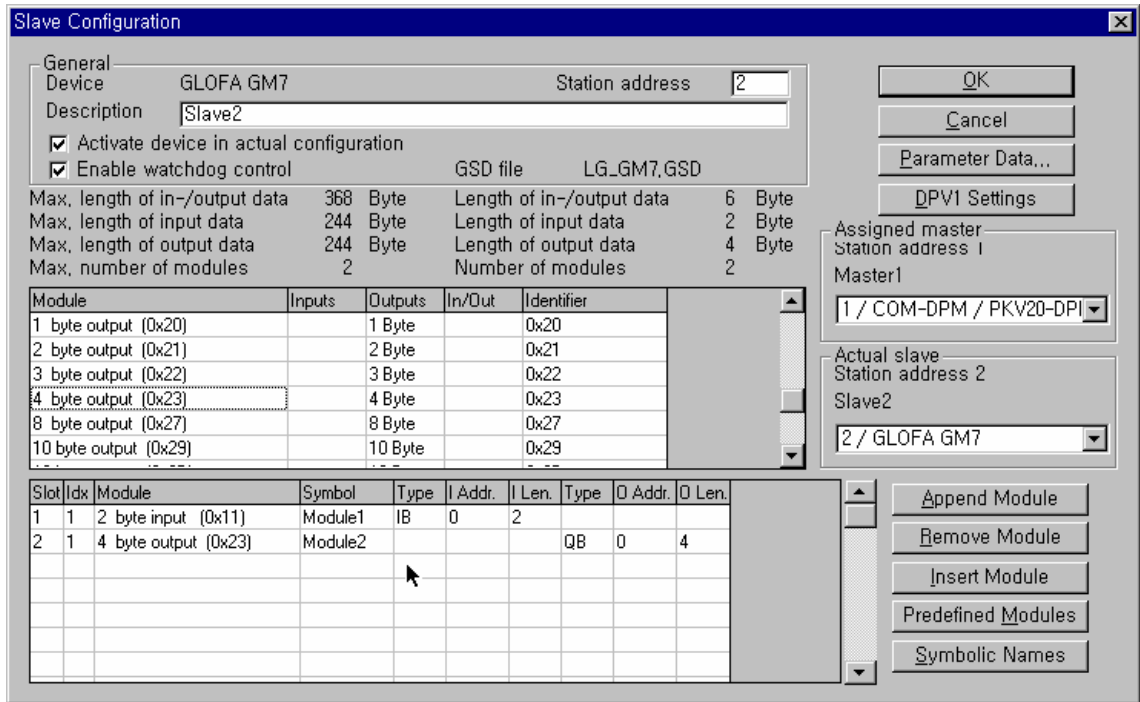 Slave Configuration
General
Device GLOFA GM7 Station address 2
Description Slave2
Activate device in actual configuration
Enable watchdog control GSD file LG_GM7,GSD
Max, length of in-/output data 368 Byte Length of in-/output data 6 Byte
Max, length of input data 244 Byte Length of input data 2 Byte
Max, length of output data 244 Byte Length of output data 4 Byte
Max, number of modules 2 Number of modules 2
Module Inputs Outputs In/Out Identifier
1 byte output (0x20) 1 Byte 0x20
2 byte output (0x21) 2 Byte 0x21
3 byte output (0x22) 3 Byte 0x22
4 byte output (0x23) 4 Byte 0x23
8 byte output (0x27) 8 Byte 0x27
10 byte output (0x29) 10 Byte 0x29
Slot Idx Module Symbol Type I Addr. I Len. Type O Addr. O Len.
1 1 2 byte input (0x11) Module1 IB 0 2
2 1 4 byte output (0x23) Module2 QB 0 4
OK
Cancel
Parameter Data,,,
DPV1 Settings
Assigned master
Station address 1
Master1
1 / COM-DPM / PKV20-DPI
Actual slave
Station address 2
Slave2
2 / GLOFA GM7
Append Module
Remove Module
Insert Module
Predefined Modules
Symbolic Names